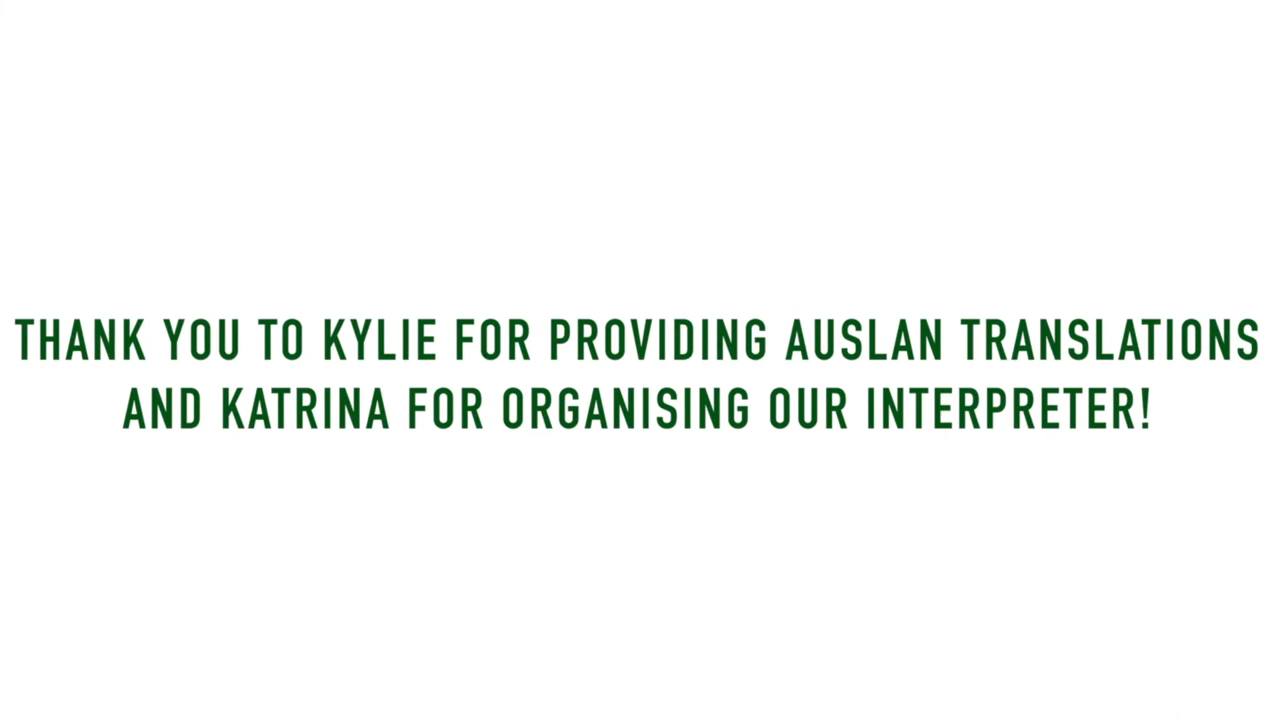 THANK YOU TO KYLIE FOR PROVIDING AUSLAN TRANSLATIONS
AND KATRINA FOR ORGANISING OUR INTERPRETER!